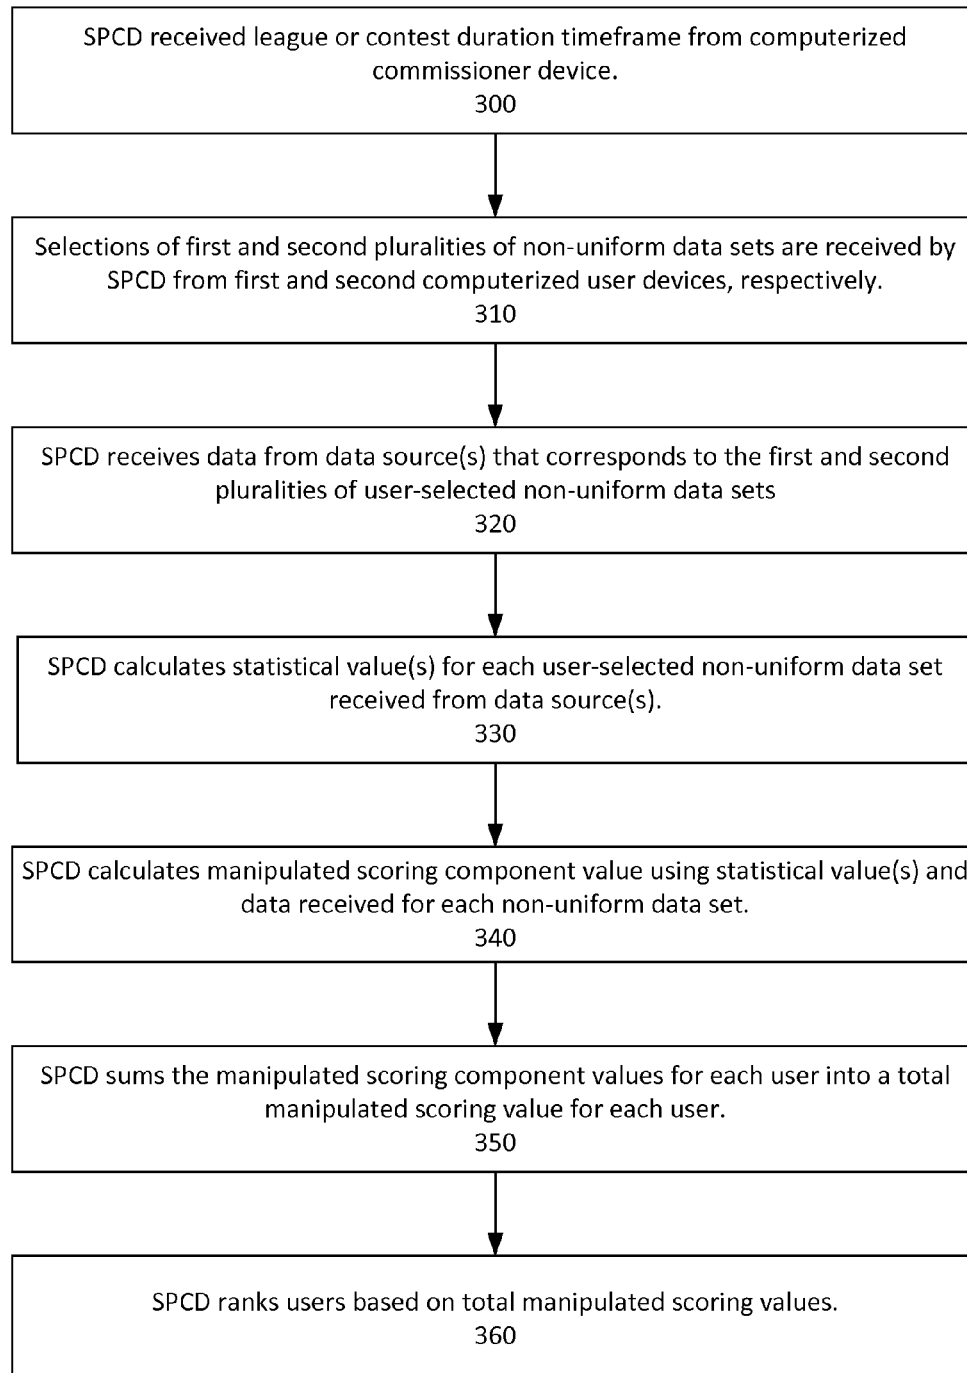 SPCD received league or contest duration timeframe from computerized
commissioner device.
300
Selections of first and second pluralities of non-uniform data sets are received by
SPCD from first and second computerized user devices, respectively.
310
SPCD receives data from data source(s) that corresponds to the first and second
pluralities of user-selected non-uniform data sets
320
SPCD calculates statistical value(s) for each user-selected non-uniform data set
received from data source(s).
330
SPCD calculates manipulated scoring component value using statistical value(s) and
data received for each non-uniform data set.
340
SPCD sums the manipulated scoring component values for each user into a total
manipulated scoring value for each user.
350
SPCD ranks users based on total manipulated scoring values.
360